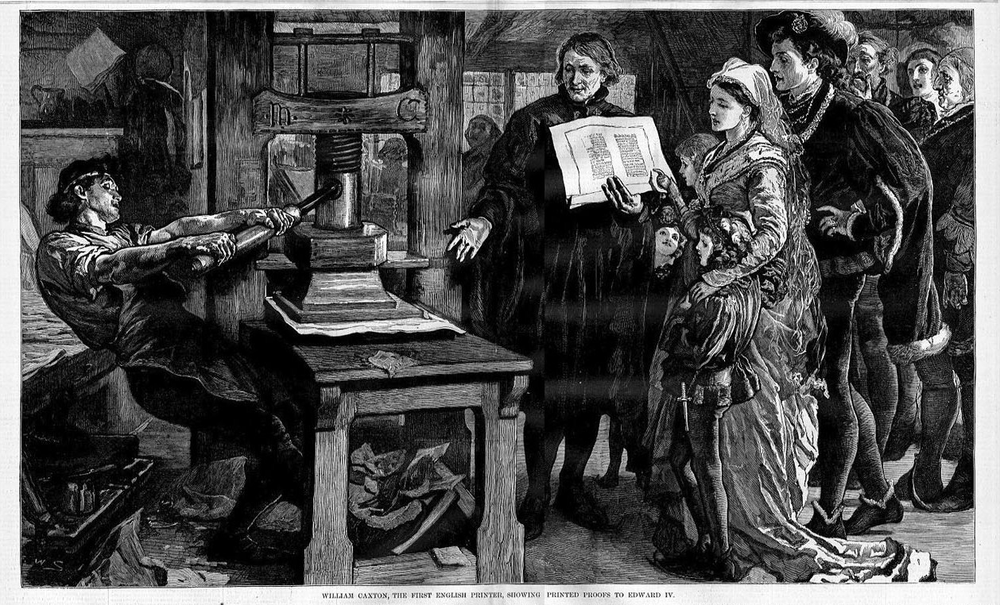 M. C
W S
WILLIAM CAXTON, THE FIRST ENGLISH PRINTER, SHOWING PRINTED PROOFS TO EDWARD IV.